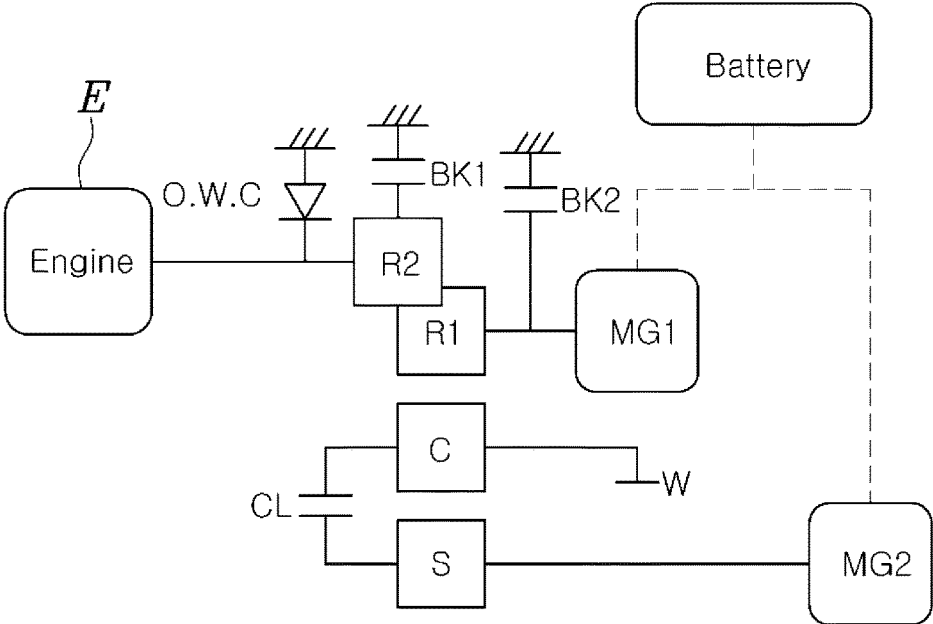 Battery
E
O.W.C
BK1
BK2
Engine
R2
R1
MG1
C
W
CL
S
MG2